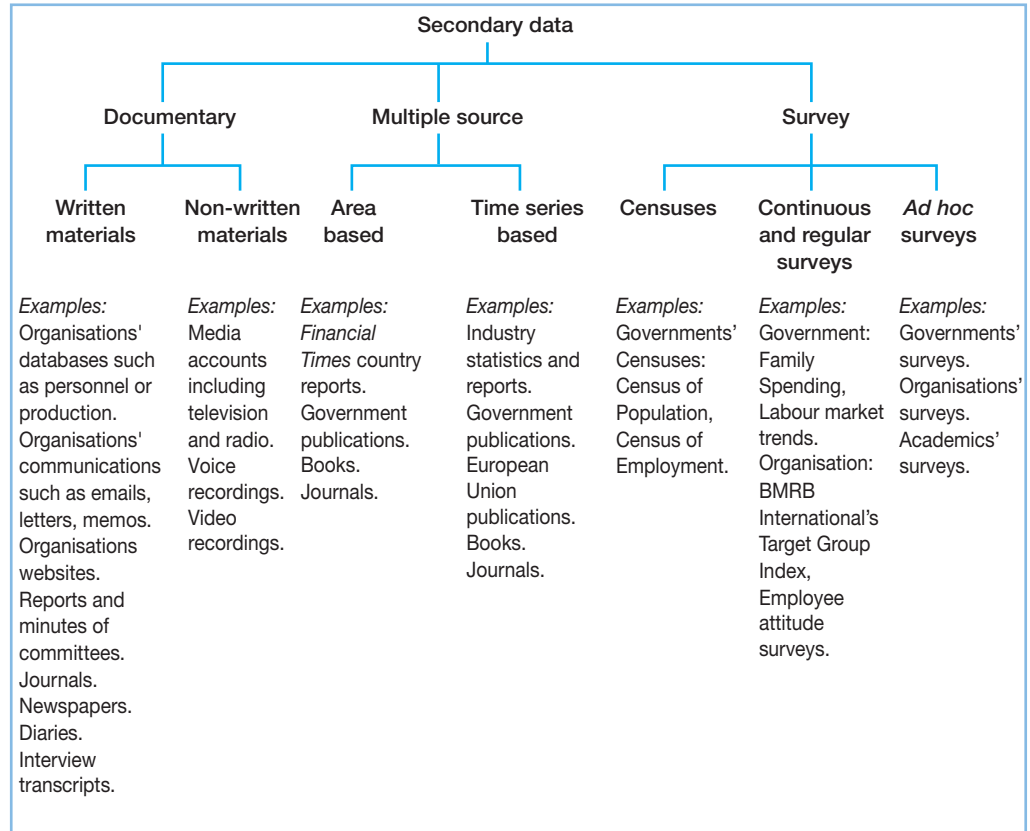 Secondary data
Documentary
Multiple source
Survey
Written
materials
Non-written
materials
Area
based
Time series
based
Censuses
Continuous
and regular
surveys
Ad hoc
surveys
Examples:
Organisations'
databases such
as personnel or
production.
Organisations'
communications
such as emails,
letters, memos.
Organisations
websites.
Reports and
minutes of
committees.
Journals.
Newspapers.
Diaries.
Interview
transcripts.
Examples:
Media
accounts
including
television
and radio.
Voice
recordings.
Video
recordings.
Examples:
Financial
Times country
reports.
Government
publications.
Books.
Journals.
Examples:
Industry
statistics and
reports.
Government
publications.
European
Union
publications.
Books.
Journals.
Examples:
Governments’
Censuses:
Census of
Population,
Census of
Employment.
Examples:
Government:
Family
Spending,
Labour market
trends.
Organisation:
BMRB
International’s
Target Group
Index,
Employee
attitude
surveys.
Examples:
Governments’
surveys.
Organisations’
surveys.
Academics’
surveys.